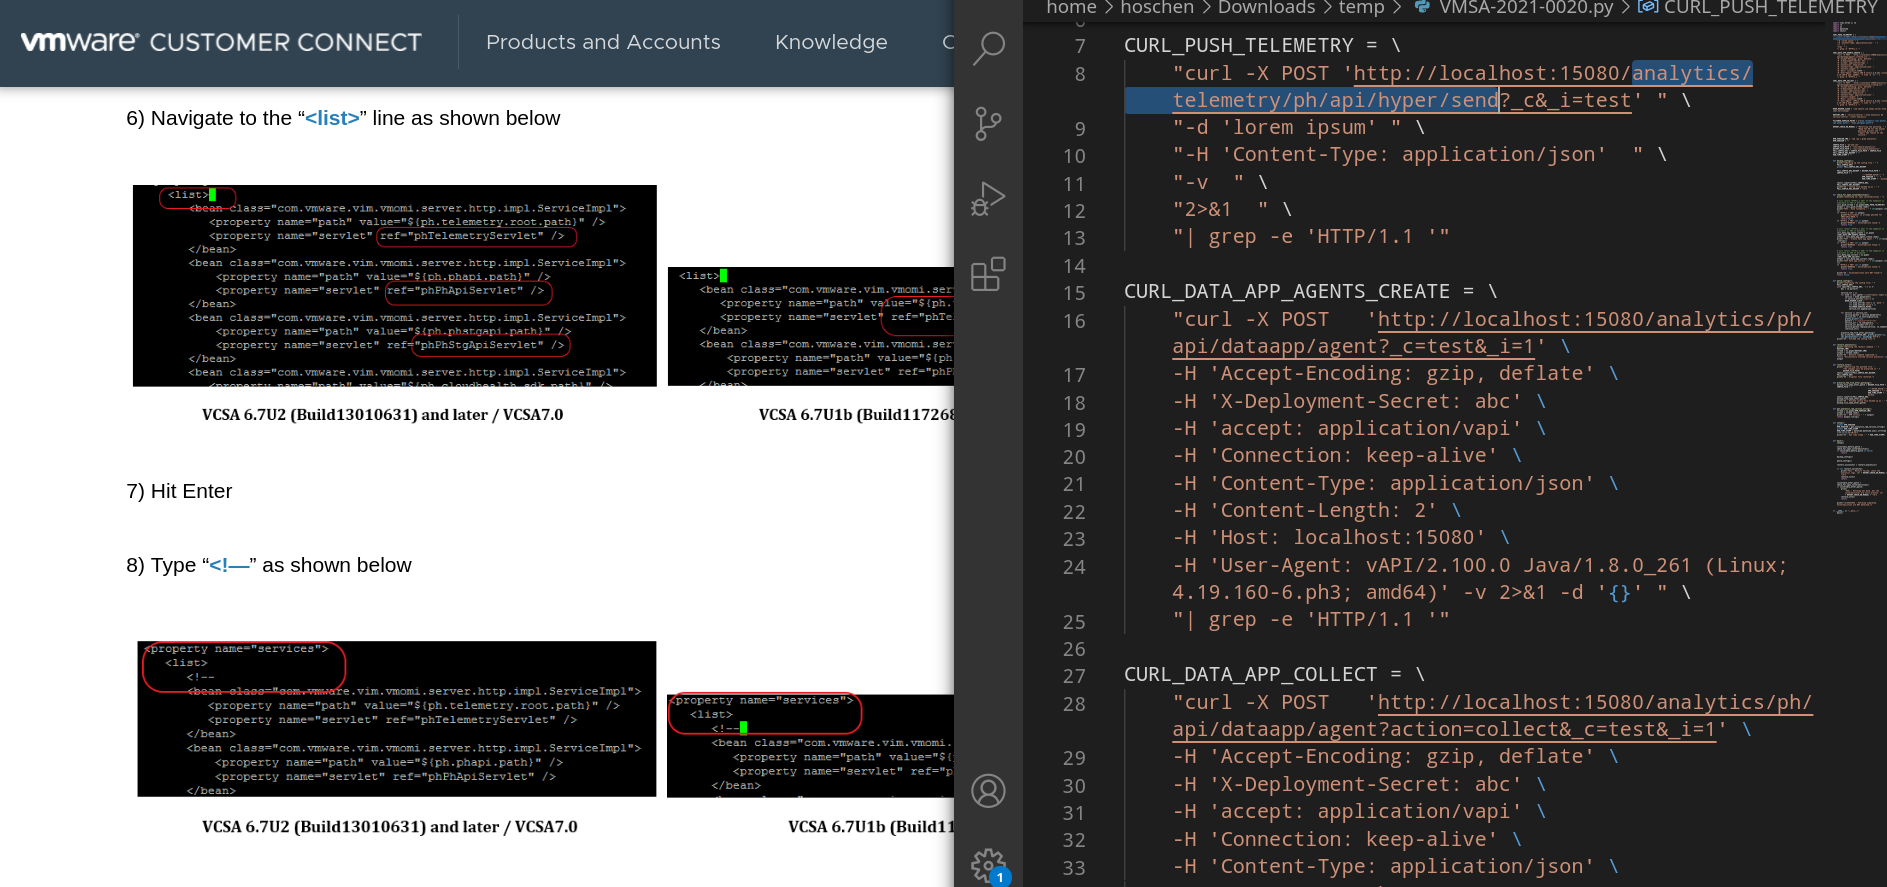 vmware® CUSTOMER CONNECT
Products and Accounts
Knowledge
6) Navigate to the “<list>” line as shown below
<list>
<bean class="com.vmware.vim.vmomi.server.http.impl.ServiceImpl">
<property name="path" value="${ph.telemetry.root.path}" />
<property name="servlet" ref="phTelemetryServlet" />
</bean>
<bean class="com.vmware.vim.vmomi.server.http.impl.ServiceImpl">
<property name="path" value="${ph.phapi.path}" />
<property name="servlet" ref="phPhApiServlet" />
</bean>
<bean class="com.vmware.vim.vmomi.server.http.impl.ServiceImpl">
<property name="path" value="${ph.phstgapi.path}" />
<property name="servlet" ref="phPhStgApiServlet" />
</bean>
<bean class="com.vmware.vim.vmomi.server.http.impl.ServiceImpl">
<property name="path" value="${ph.cloudhealth.sdk.path}" />
<list>
<bean class="com.vmware.vim.vmomi.ser
<property name="path" value="${ph.
<property name="servlet" ref="phTe
</bean>
<bean class="com.vmware.vim.vmomi.ser
<property name="path" value="${ph
<property name="servlet" ref="phP
</bean>
VCSA 6.7U2 (Build13010631) and later / VCSA7.0
VCSA 6.7U1b (Build117268
7) Hit Enter
8) Type “<!—” as shown below
<property name="services">
<list>
<!--
<bean class="com.vmware.vim.vmomi.server.http.impl.ServiceImpl">
<property name="path" value="${ph.telemetry.root.path}" />
<property name="servlet" ref="phTelemetryServlet" />
</bean>
<bean class="com.vmware.vim.vmomi.server.http.impl.ServiceImpl">
<property name="path" value="${ph.phapi.path}" />
<property name="servlet" ref="phPhApiServlet" />
</bean>
<property name="services">
<list>
<!--
<bean class="com.vmware.vim.vmomi.
<property name="path" value="${
<property name="servlet" ref="p
</bean>
VCSA 6.7U2 (Build13010631) and later / VCSA7.0
VCSA 6.7U1b (Build11
home > hoschen > Downloads > temp > VMSA-2021-0020.py > CURL_PUSH_TELEMETRY
7 CURL_PUSH_TELEMETRY = \
8 "curl -X POST 'http://localhost:15080/analytics/
telemetry/ph/api/hyper/send?_c&_i=test' " \
9 "-d 'lorem ipsum' " \
10 "-H 'Content-Type: application/json'  " \
11 "-v  " \
12 "2>&1  " \
13 "| grep -e 'HTTP/1.1 '"
14
15 CURL_DATA_APP_AGENTS_CREATE = \
16 "curl -X POST   'http://localhost:15080/analytics/ph/
api/dataapp/agent?_c=test&_i=1' \
17 -H 'Accept-Encoding: gzip, deflate' \
18 -H 'X-Deployment-Secret: abc' \
19 -H 'accept: application/vapi' \
20 -H 'Connection: keep-alive' \
21 -H 'Content-Type: application/json' \
22 -H 'Content-Length: 2' \
23 -H 'Host: localhost:15080' \
24 -H 'User-Agent: vAPI/2.100.0 Java/1.8.0_261 (Linux;
4.19.160-6.ph3; amd64)' -v 2>&1 -d '{}' " \
25 "| grep -e 'HTTP/1.1 '"
26
27 CURL_DATA_APP_COLLECT = \
28 "curl -X POST   'http://localhost:15080/analytics/ph/
api/dataapp/agent?action=collect&_c=test&_i=1' \
29 -H 'Accept-Encoding: gzip, deflate' \
30 -H 'X-Deployment-Secret: abc' \
31 -H 'accept: application/vapi' \
32 -H 'Connection: keep-alive' \
33 -H 'Content-Type: application/json' \
1